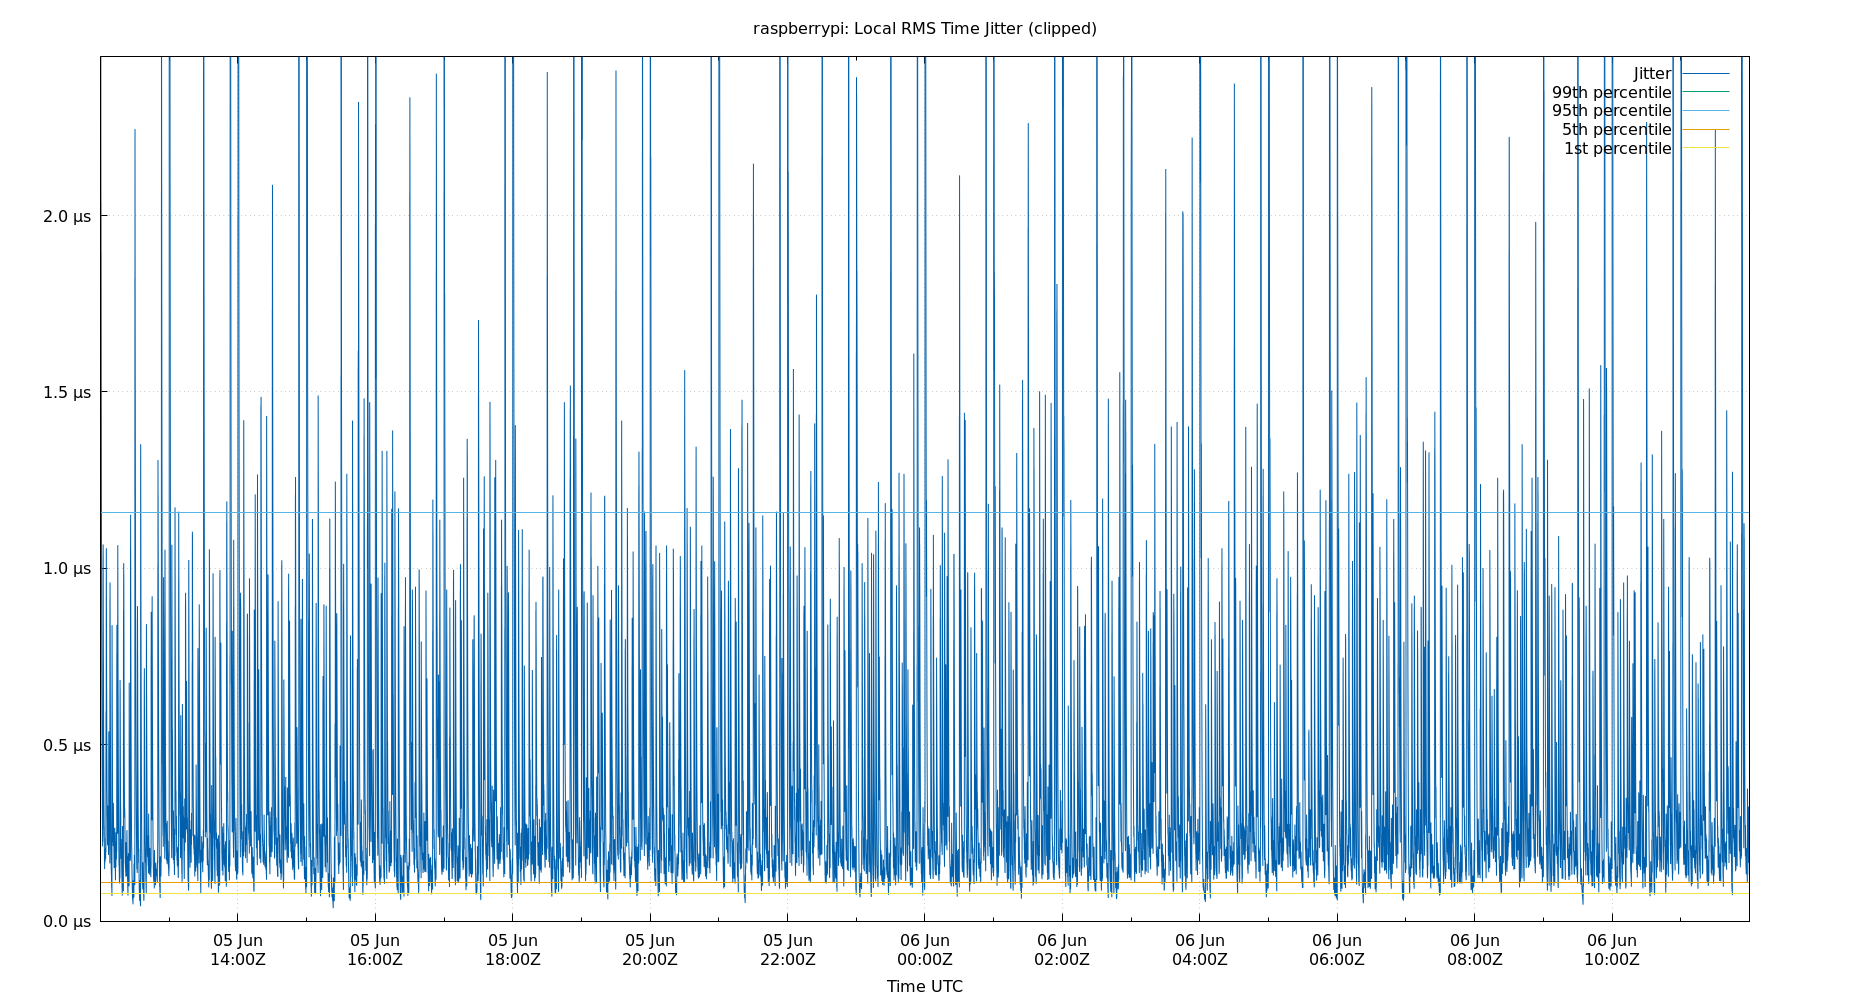 raspberrypi: Local RMS Time Jitter (clipped)
Jitter
99th percentile
95th percentile
5th percentile
1st percentile
2.0 µs
1.5 µs
1.0 µs
0.5 µs
0.0 µs
05 Jun 05 Jun 05 Jun 05 Jun 05 Jun 06 Jun 06 Jun 06 Jun 06 Jun 06 Jun 06 Jun
14:00Z 16:00Z 18:00Z 20:00Z 22:00Z 00:00Z 02:00Z 04:00Z 06:00Z 08:00Z 10:00Z
Time UTC